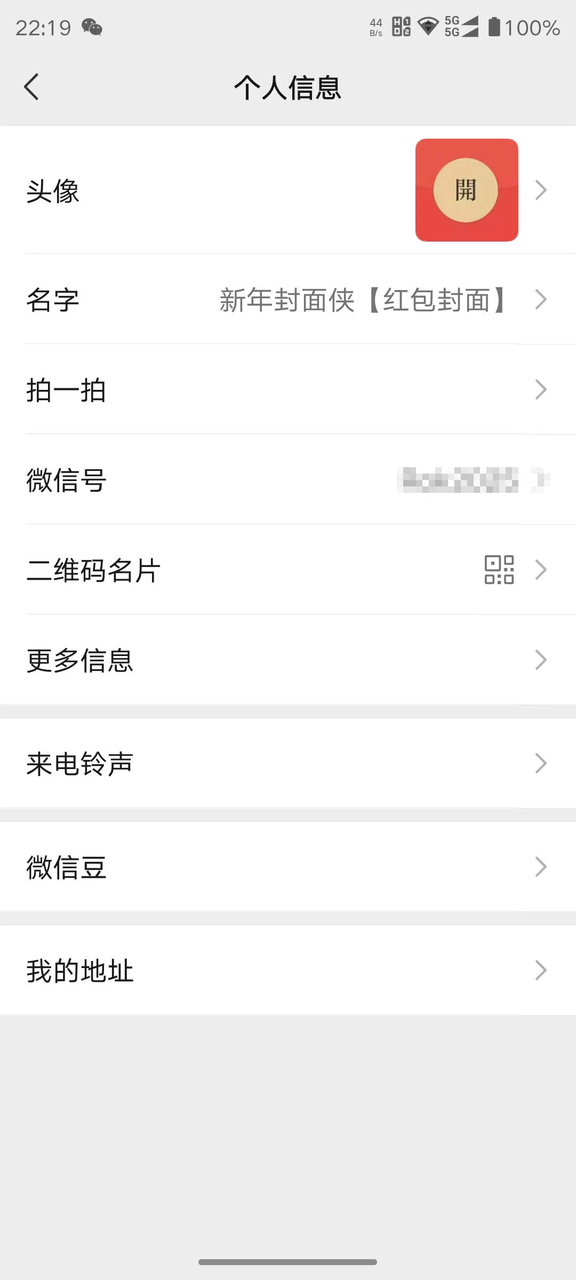 22:19
44
B/s
5G
5G
100%
个人信息
头像
開
名字 新年封面侠【红包封面】
拍一拍
微信号
二维码名片
更多信息
来电铃声
微信豆
我的地址